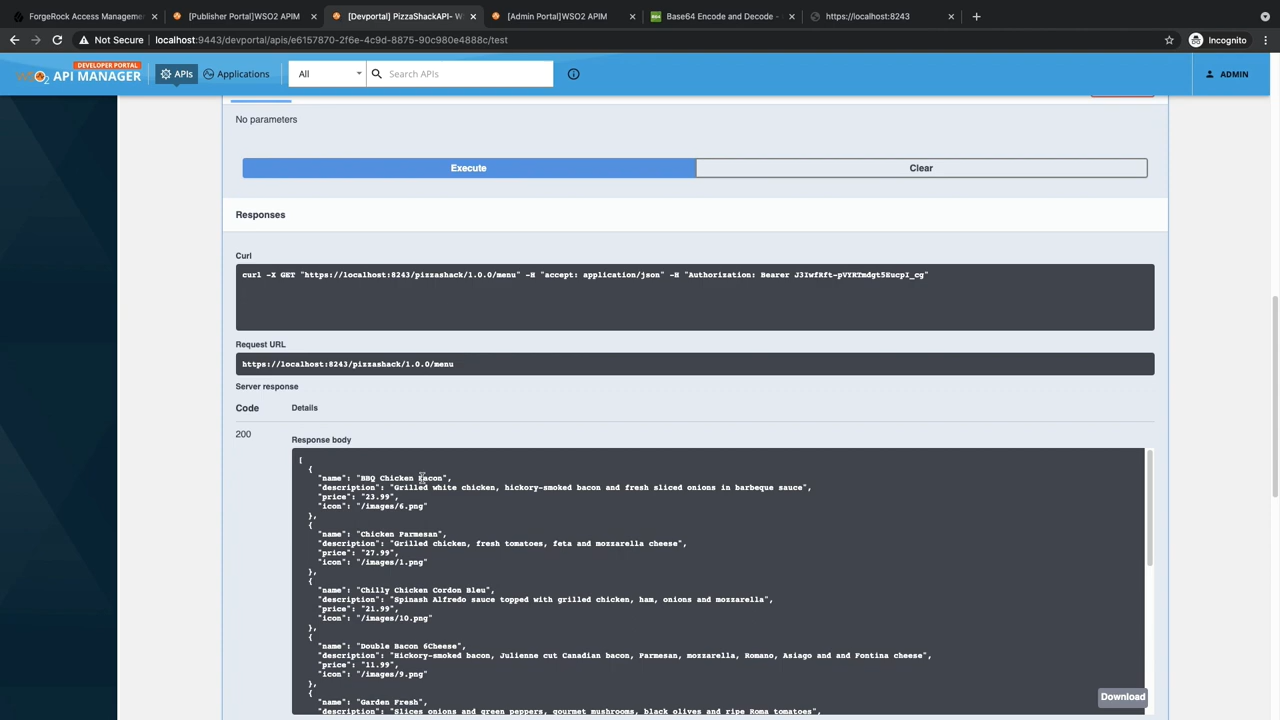 ForgeRock Access Management
[Publisher Portal]WSO2 APIM
[Devportal] PizzaShackAPI- W
[Admin Portal]WSO2 APIM
Base64 Encode and Decode -
https://localhost:8243
Not Secure
localhost:9443/devportal/apis/e6157870-2f6e-4c9d-8875-90c980e4888c/test
Incognito
DEVELOPER PORTAL
WSO2 API MANAGER
APIs
Applications
All
Search APIs
ADMIN
No parameters
Execute
Clear
Responses
Curl
curl -X GET "https://localhost:8243/pizzashack/1.0.0/menu" -H "accept: application/json" -H "Authorization: Bearer J3IwfRft-pVYRTmdgt5KucpI_cg"
Request URL
https://localhost:8243/pizzashack/1.0.0/menu
Server response
Code
Details
200
Response body
[
{
"name": "BBQ Chicken Bacon",
"description": "Grilled white chicken, hickory-smoked bacon and fresh sliced onions in barbeque sauce",
"price": "23.99",
"icon": "/images/6.png"
},
{
"name": "Chicken Parmesan",
"description": "Grilled chicken, fresh tomatoes, feta and mozzarella cheese",
"price": "27.99",
"icon": "/images/1.png"
},
{
"name": "Chilly Chicken Cordon Bleu",
"description": "Spinash Alfredo sauce topped with grilled chicken, ham, onions and mozzarella",
"price": "21.99",
"icon": "/images/10.png"
},
{
"name": "Double Bacon 6Cheese",
"description": "Hickory-smoked bacon, Julienne cut Canadian bacon, Parmesan, mozzarella, Romano, Asiago and and Fontina cheese",
"price": "11.99",
"icon": "/images/9.png"
},
{
"name": "Garden Fresh",
"description": "Slices onions and green peppers, gourmet mushrooms, black olives and ripe Roma tomatoes",
Download